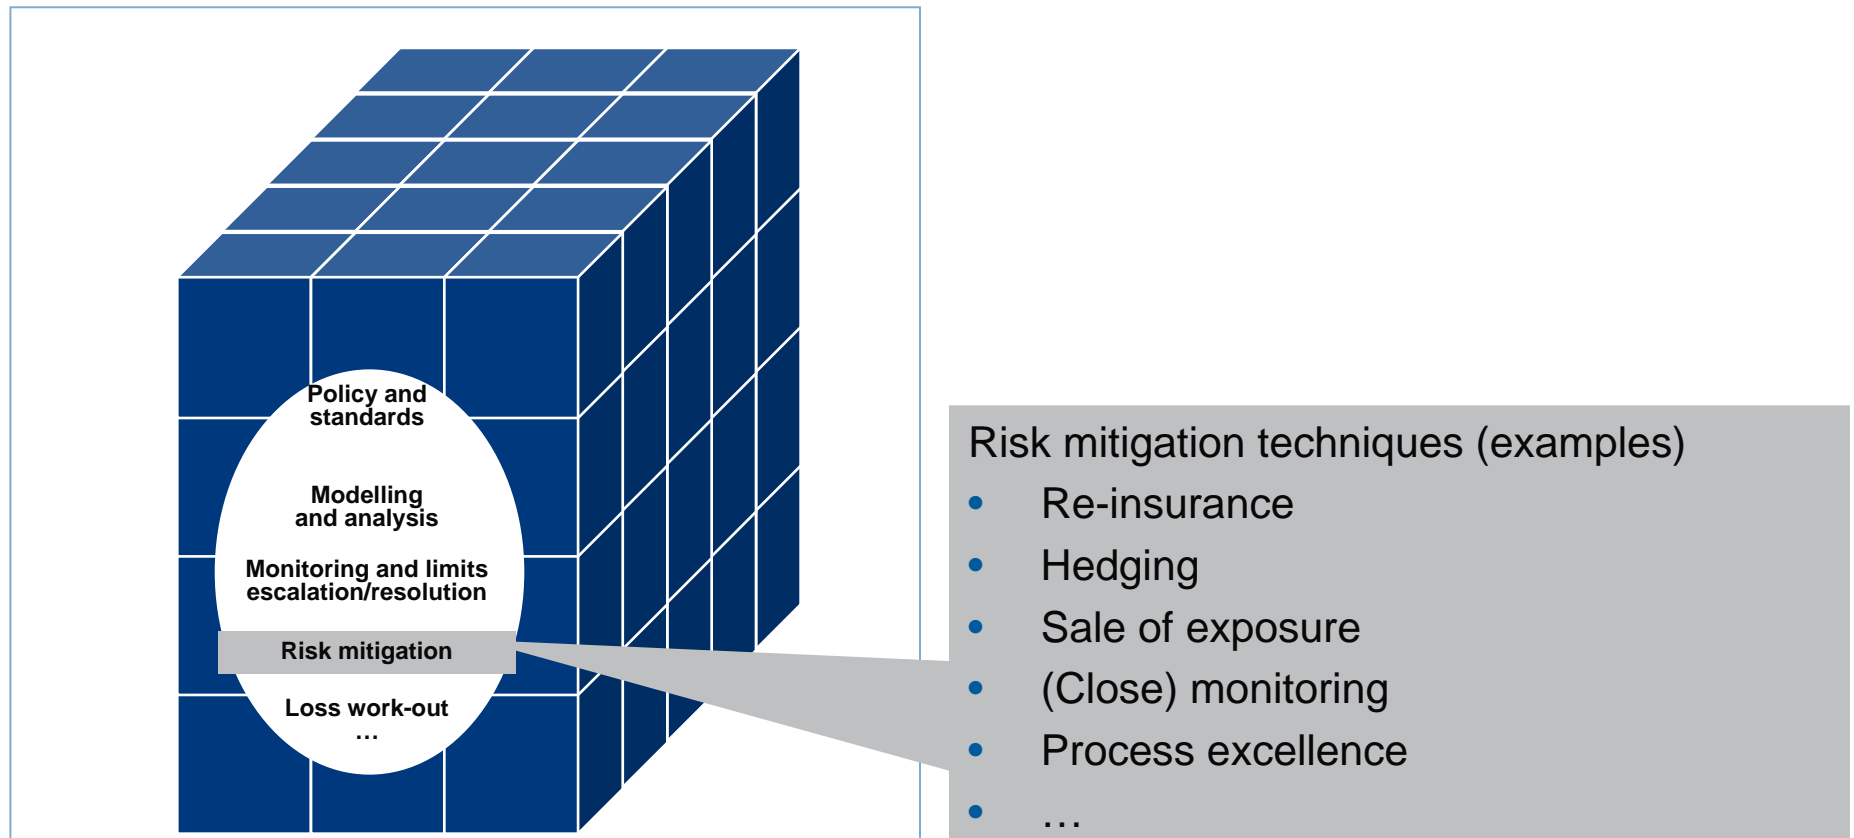 Policy and
standards
Modelling
and analysis
Monitoring and limits
escalation/resolution
Risk mitigation
Loss work-out
…
Risk mitigation techniques (examples)
• Re-insurance
• Hedging
• Sale of exposure
• (Close) monitoring
• Process excellence
• …